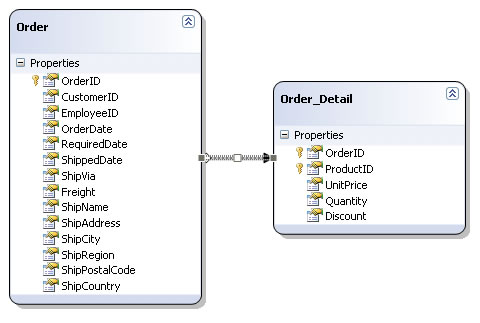 Order
Properties
OrderID
CustomerID
EmployeeID
OrderDate
RequiredDate
ShippedDate
ShipVia
Freight
ShipName
ShipAddress
ShipCity
ShipRegion
ShipPostalCode
ShipCountry
Order_Detail
Properties
OrderID
ProductID
UnitPrice
Quantity
Discount